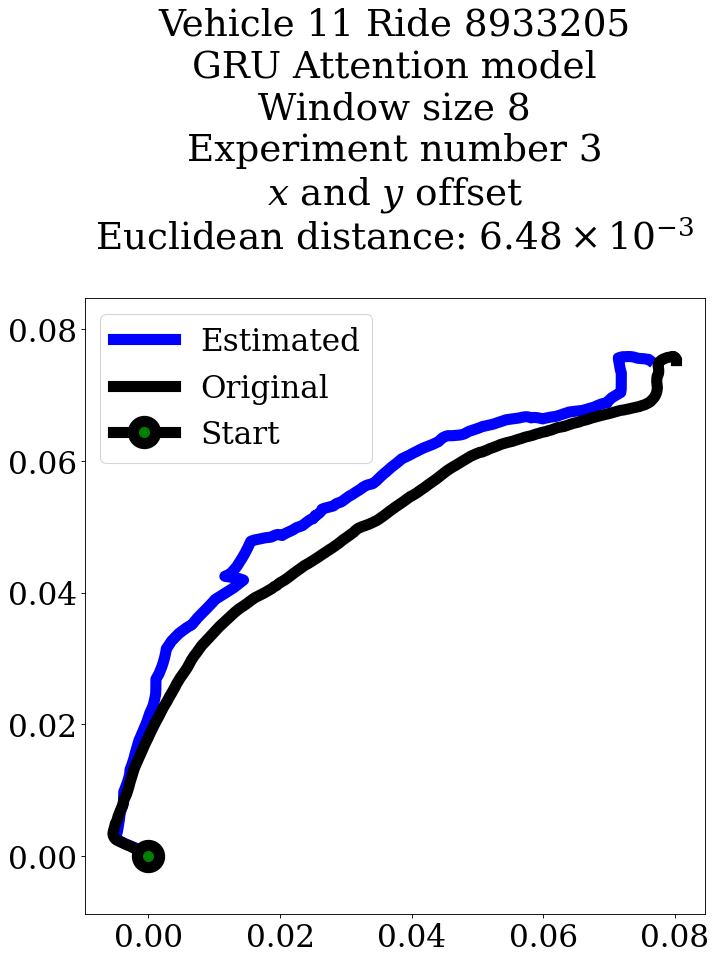 Vehicle 11 Ride 8933205
GRU Attention model
Window size 8
Experiment number 3
x and y offset
Euclidean distance: 6.48 × 10⁻³
Estimated
Original
Start
0.08
0.06
0.04
0.02
0.00
0.00 0.02 0.04 0.06 0.08